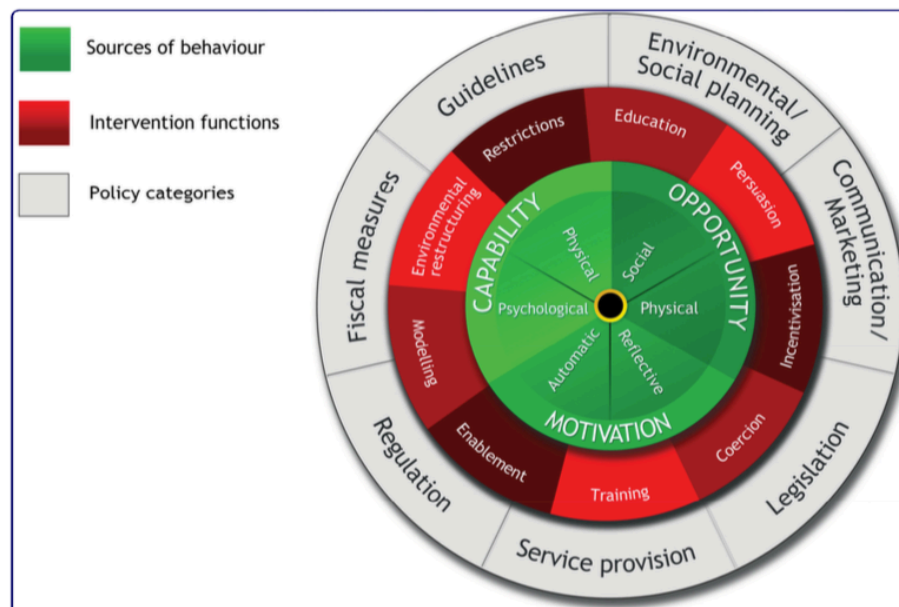 Sources of behaviour
Intervention functions
Policy categories
Guidelines
Environmental/
Social planning
Communication/
Marketing
Legislation
Service provision
Regulation
Fiscal measures
Restrictions
Education
Persuasion
Incentivisation
Coercion
Training
Enablement
Modelling
Environmental
restructuring
CAPABILITY
OPPORTUNITY
MOTIVATION
Physical
Social
Physical
Reflective
Automatic
Psychological